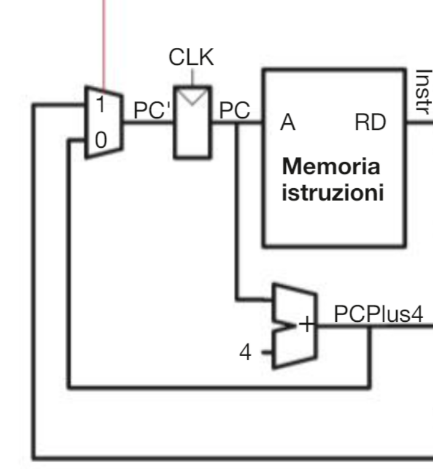 CLK
Instr
1
PC'
PC
A
RD
0
Memoria
istruzioni
PCPlus4
+
4